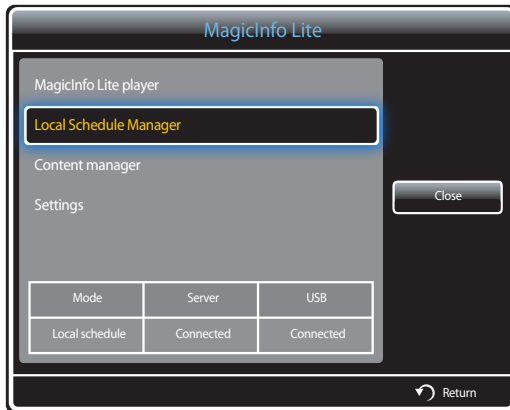 MagicInfo Lite
MagicInfo Lite player
Local Schedule Manager
Content manager
Settings
Close
Mode Server USB
Local schedule Connected Connected
Return